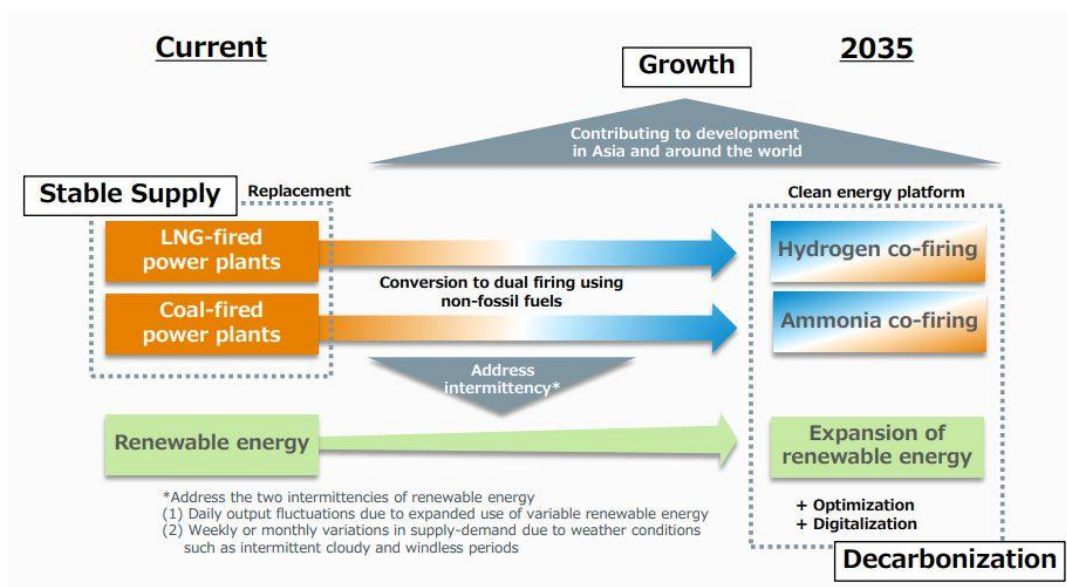 Current
2035
Growth
Contributing to development
in Asia and around the world
Stable Supply
Replacement
Clean energy platform
LNG-fired
power plants
Hydrogen co-firing
Conversion to dual firing using
non-fossil fuels
Coal-fired
power plants
Ammonia co-firing
Address
intermittency*
Renewable energy
Expansion of
renewable energy
*Address the two intermittencies of renewable energy
(1) Daily output fluctuations due to expanded use of variable renewable energy
(2) Weekly or monthly variations in supply-demand due to weather conditions
such as intermittent cloudy and windless periods
+ Optimization
+ Digitalization
Decarbonization